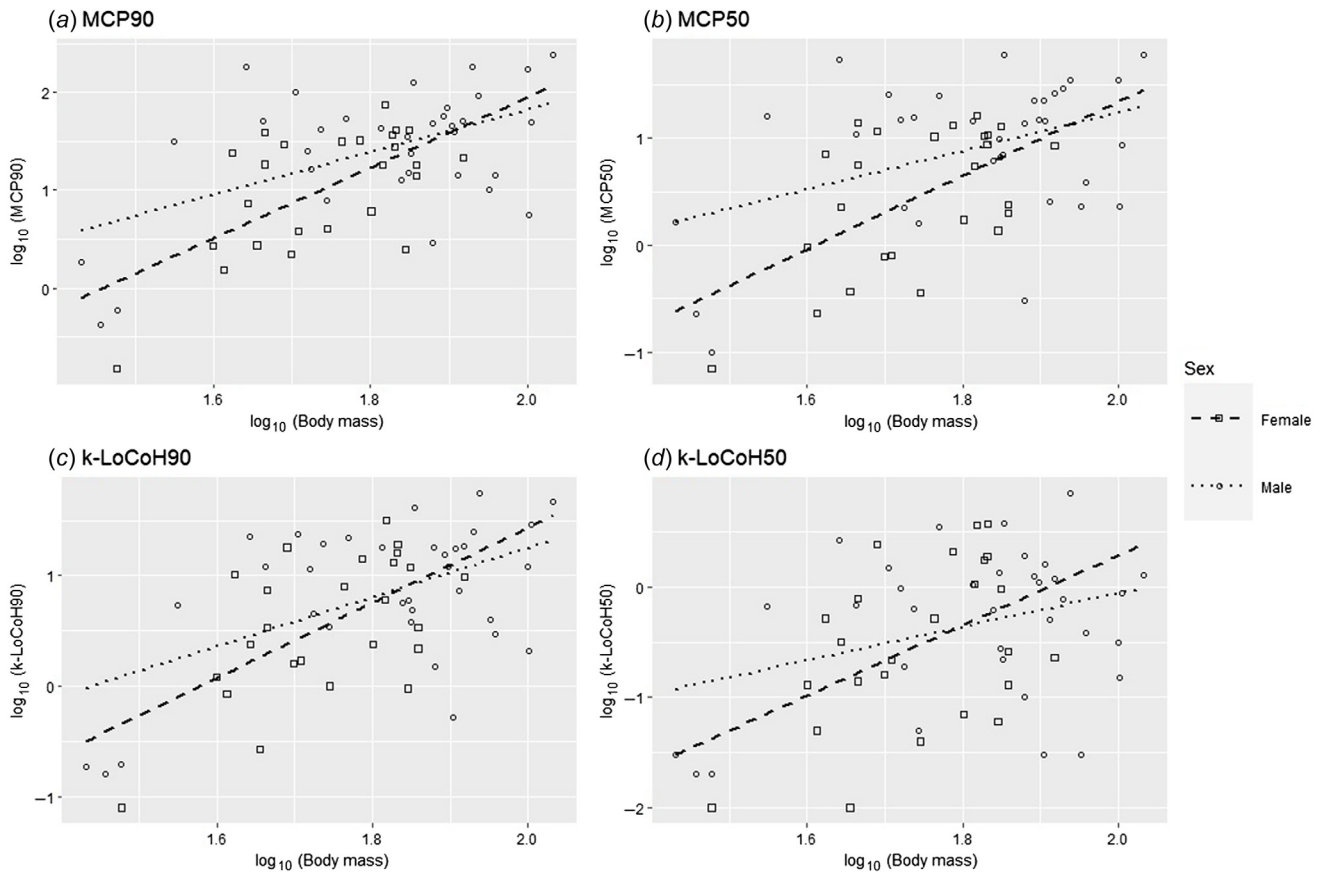 (a) MCP90
(b) MCP50
log10 (MCP90)
2
1
0
1.6
1.8
2.0
log10 (Body mass)
log10 (MCP50)
1
0
−1
1.6
1.8
2.0
log10 (Body mass)
Sex
Female
Male
(c) k-LoCoH90
(d) k-LoCoH50
log10 (k-LoCoH90)
1
0
−1
1.6
1.8
2.0
log10 (Body mass)
log10 (k-LoCoH50)
0
−1
−2
1.6
1.8
2.0
log10 (Body mass)